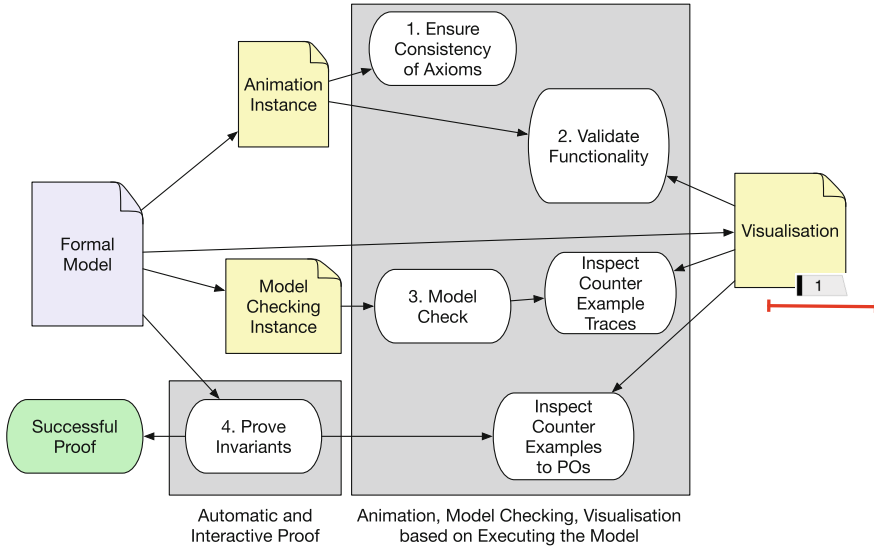 1. Ensure
Consistency
of Axioms
Animation
Instance
2. Validate
Functionality
Formal
Model
Visualisation
1
Model
Checking
Instance
3. Model
Check
Inspect
Counter
Example
Traces
Successful
Proof
4. Prove
Invariants
Inspect
Counter
Examples
to POs
Automatic and
Interactive Proof
Animation, Model Checking, Visualisation
based on Executing the Model